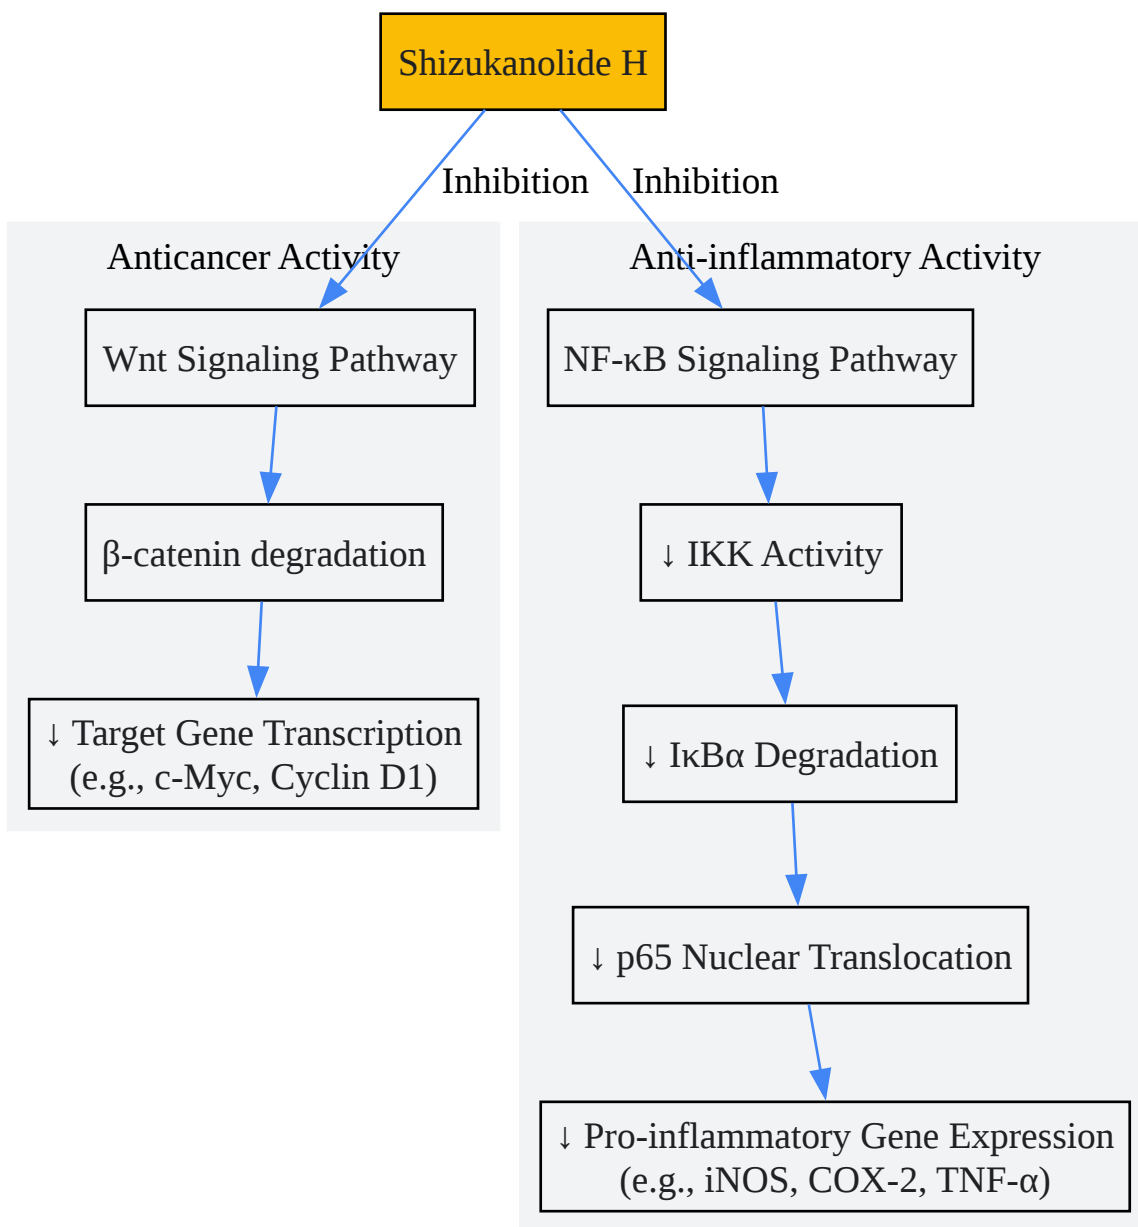 Shizukanolide H
Inhibition
Inhibition
Anticancer Activity
Wnt Signaling Pathway
β-catenin degradation
↓ Target Gene Transcription
(e.g., c-Myc, Cyclin D1)
Anti-inflammatory Activity
NF-κB Signaling Pathway
↓ IKK Activity
↓ IκBα Degradation
↓ p65 Nuclear Translocation
↓ Pro-inflammatory Gene Expression
(e.g., iNOS, COX-2, TNF-α)